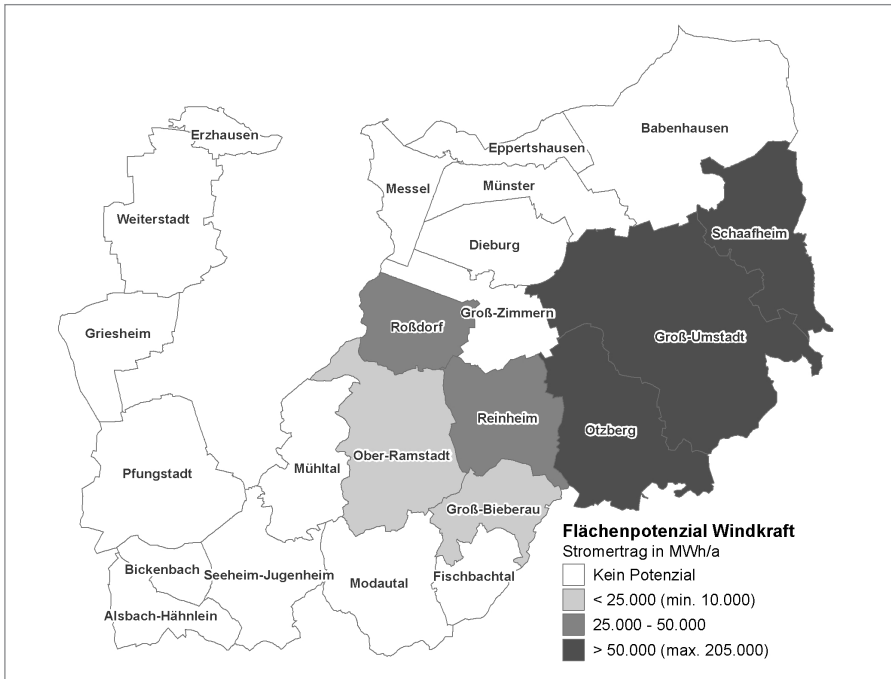 Babenhausen
Erzhausen
Eppertshausen
Messel
Münster
Weiterstadt
Schaafheim
Dieburg
Groß-Zimmern
Roßdorf
Griesheim
Groß-Umstadt
Reinheim
Otzberg
Ober-Ramstadt
Mühltal
Pfungstadt
Groß-Bieberau
Bickenbach
Seeheim-Jugenheim
Fischbachtal
Modautal
Alsbach-Hähnlein
Flächenpotenzial Windkraft
Stromertrag in MWh/a
Kein Potenzial
< 25.000 (min. 10.000)
25.000 - 50.000
> 50.000 (max. 205.000)